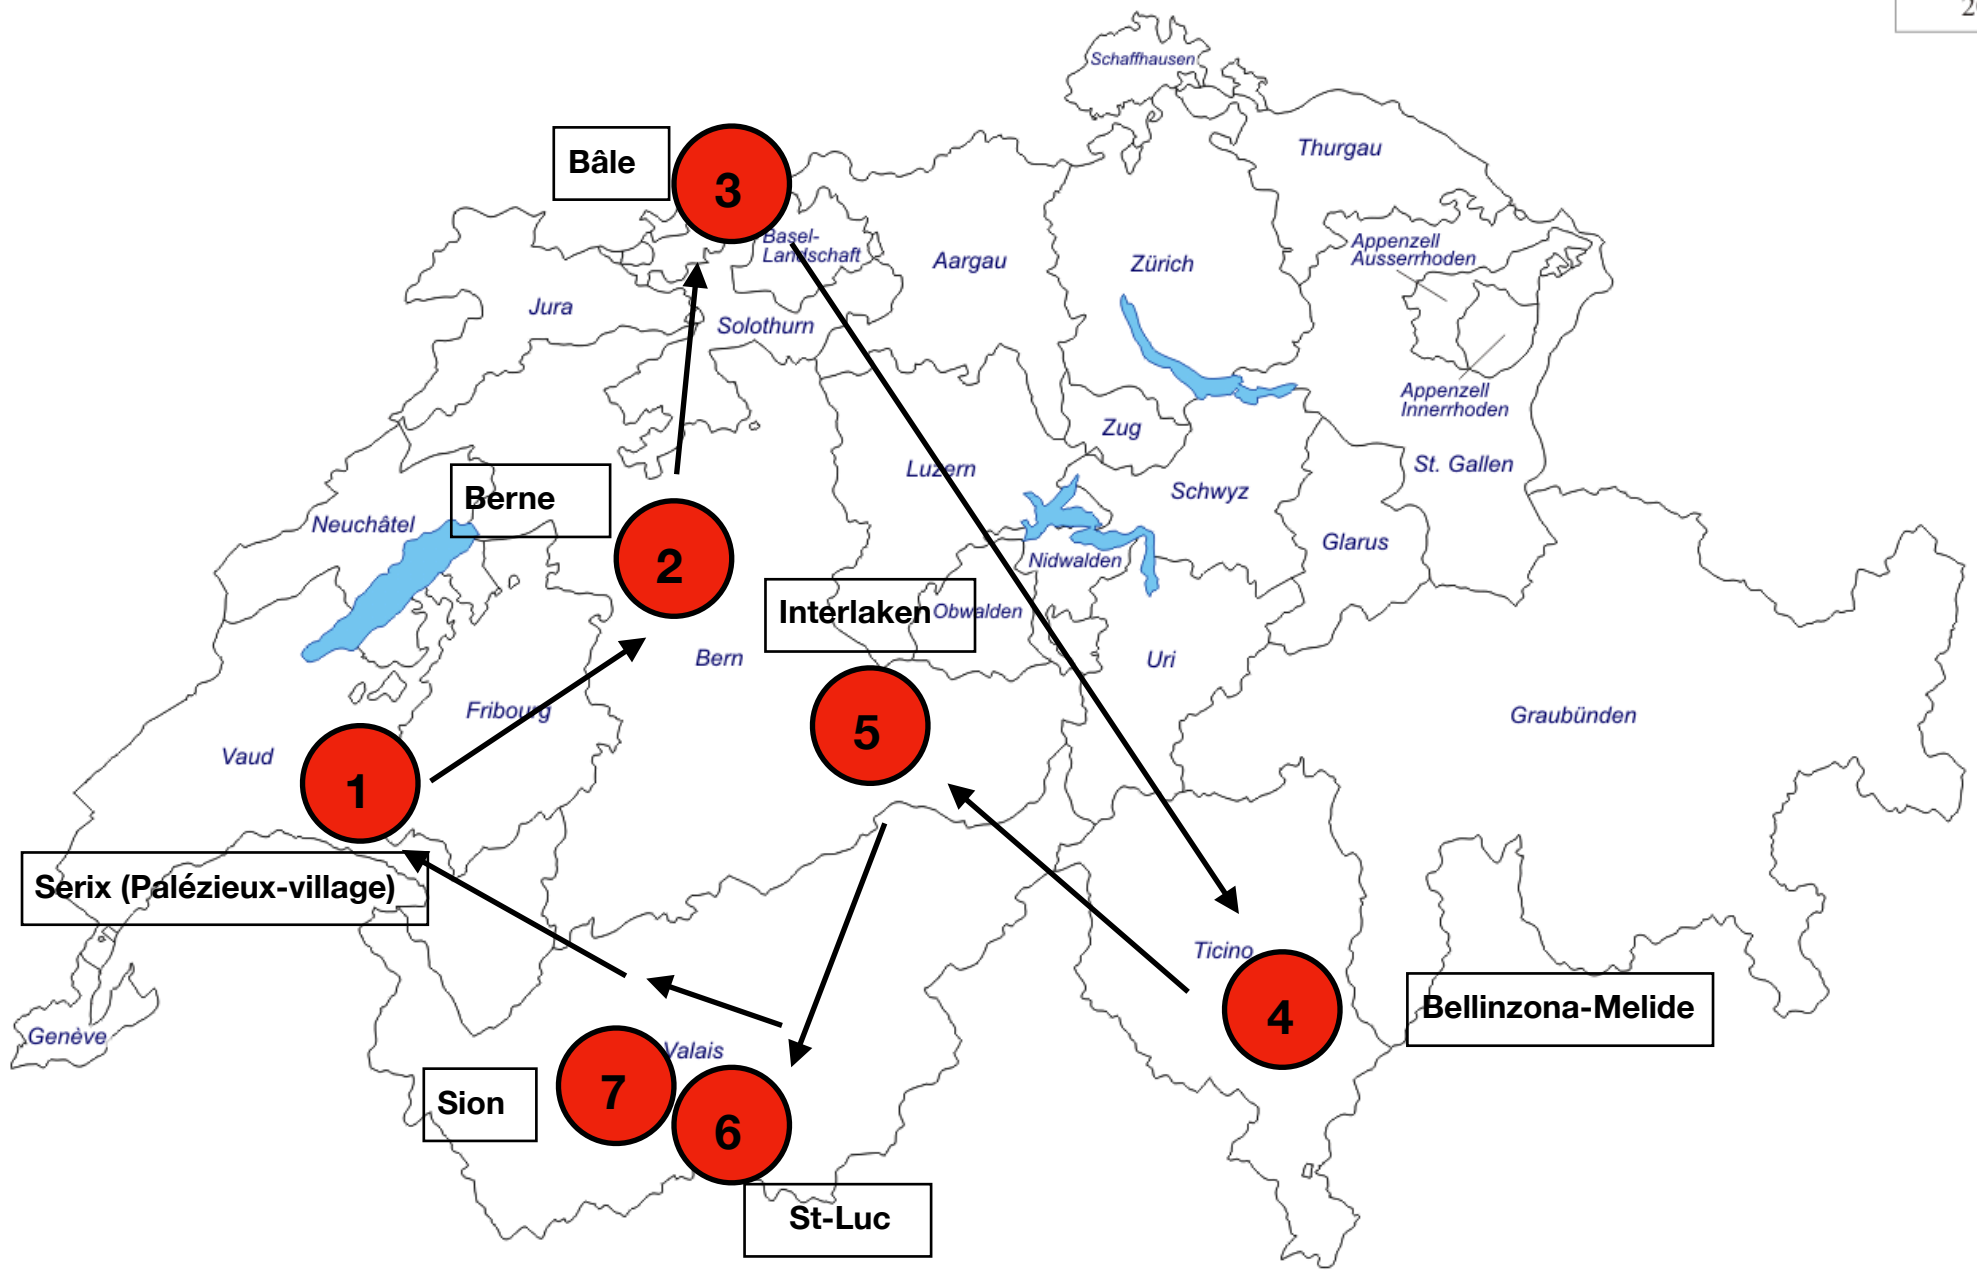 Schaffhausen
Thurgau
Bâle
3
Basel-
Landschaft
Aargau
Zürich
Appenzell
Ausserrhoden
Jura
Solothurn
Appenzell
Innerrhoden
Zug
Luzern
St. Gallen
Schwyz
Berne
Neuchâtel
2
Glarus
Nidwalden
Interlaken
Obwalden
Bern
Uri
Fribourg
5
Graubünden
Vaud
1
Serix (Palézieux-village)
Ticino
4
Bellinzona-Melide
Genève
Valais
7
Sion
6
St-Luc